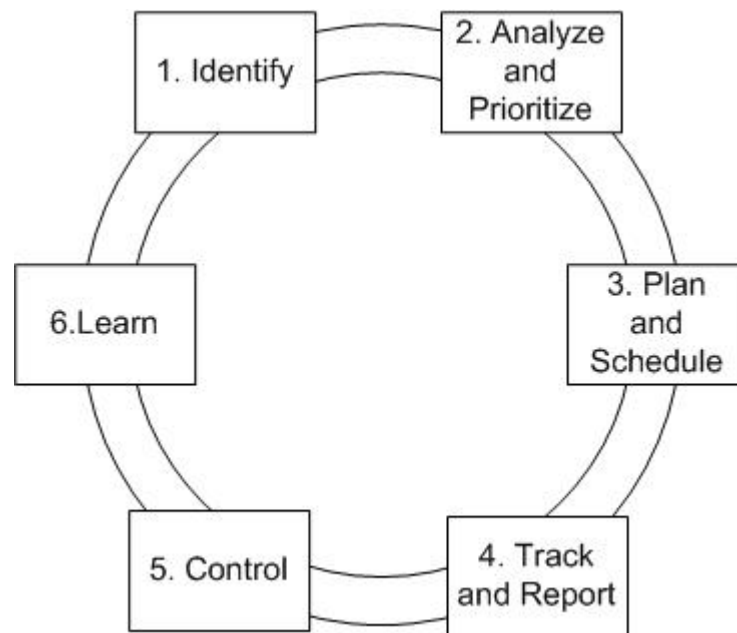 1. Identify
2. Analyze
and
Prioritize
3. Plan
and
Schedule
4. Track
and Report
5. Control
6.Learn